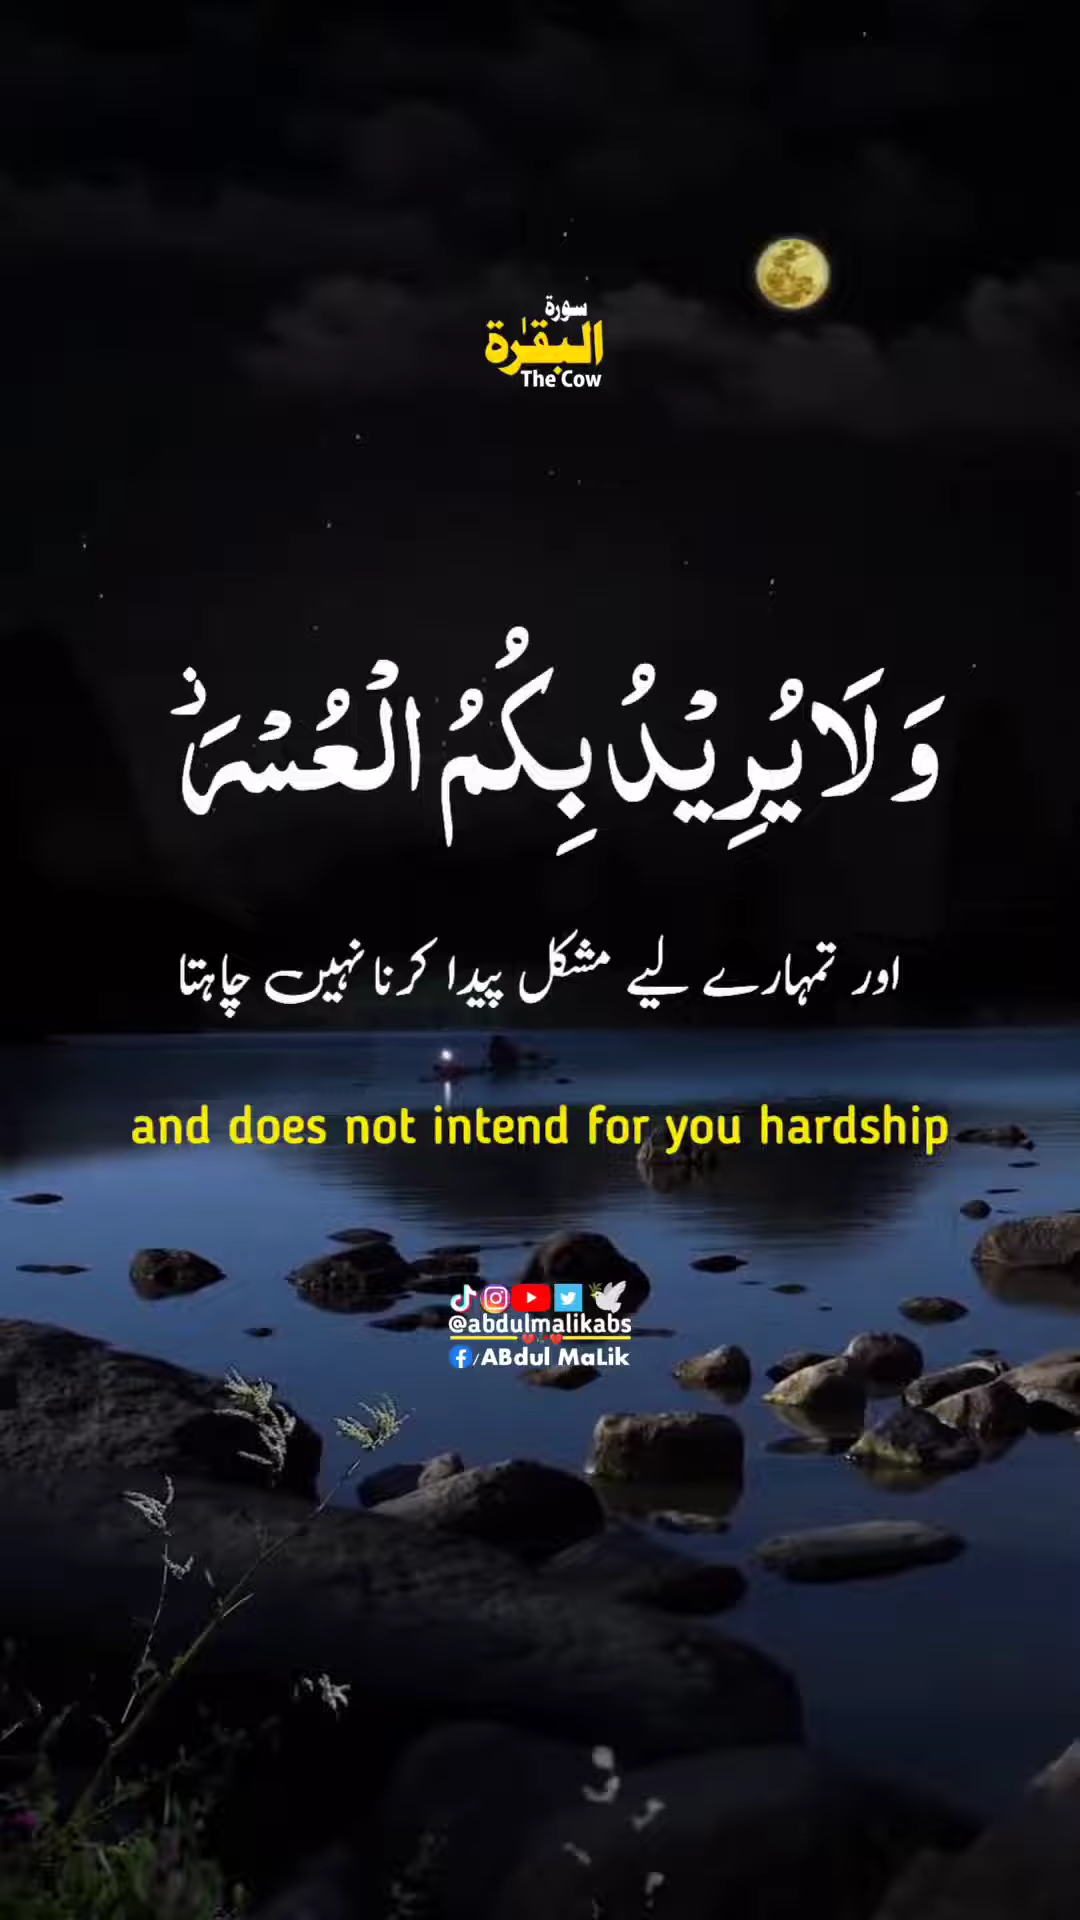 سورة
البقرة
The Cow
وَلَا يُرِيْدُ بِكُمُ الْعُسْرَ ۡ
اور تمہارے لیے مشکل پیدا کرنا نہیں چاہتا
and does not intend for you hardship
@abdulmalikabs
/ABdul MaLik